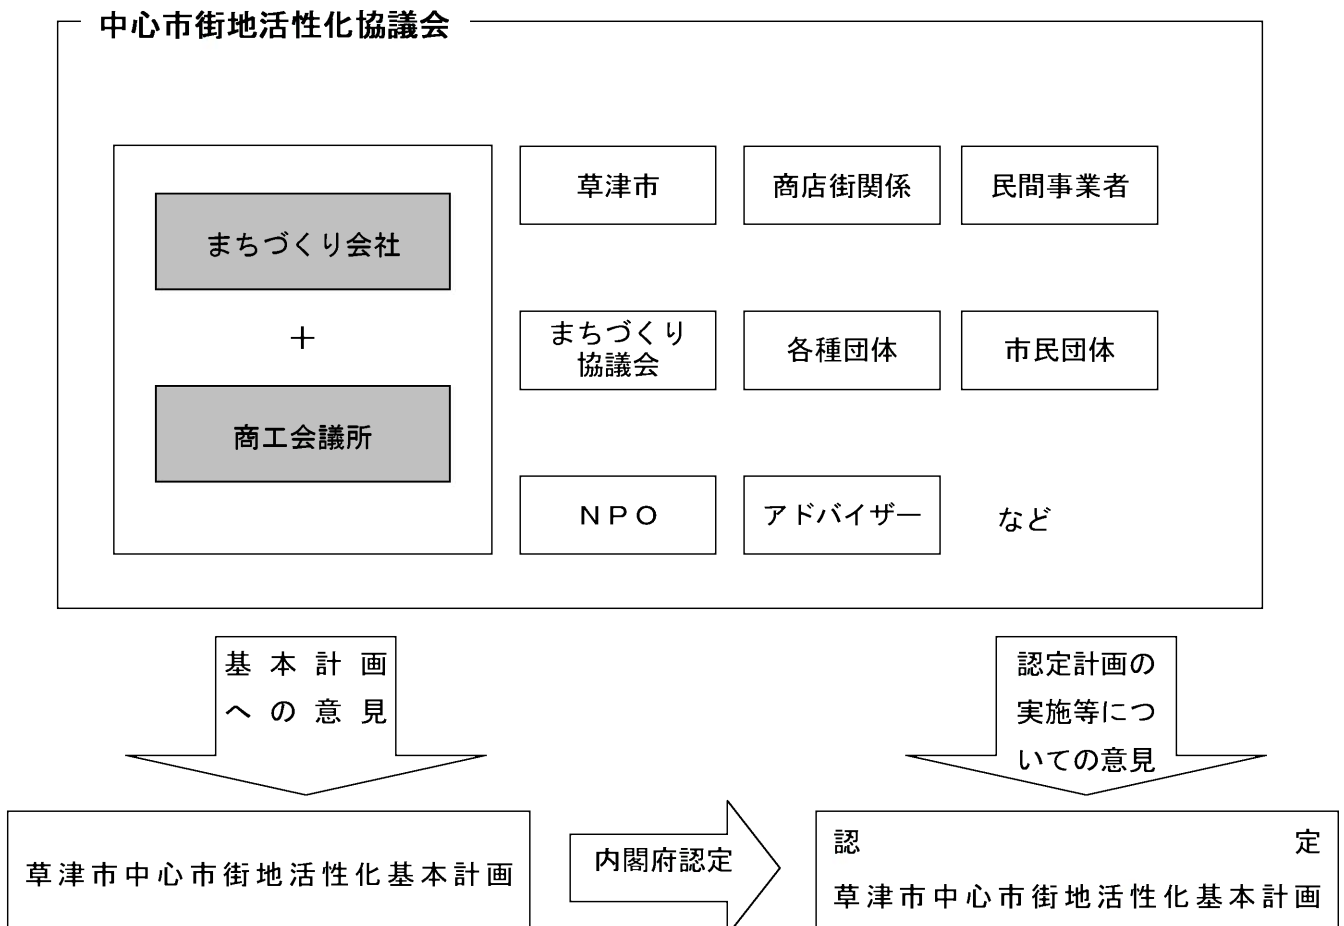 中心市街地活性化協議会
まちづくり会社
＋
商工会議所
草津市
商店街関係
民間事業者
まちづくり
協議会
各種団体
市民団体
ＮＰＯ
アドバイザー
など
基本計画
への意見
認定計画の
実施等につ
いての意見
草津市中心市街地活性化基本計画
内閣府認定
認定
草津市中心市街地活性化基本計画